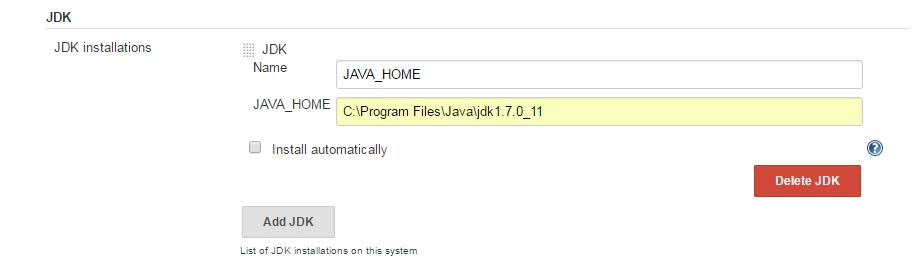 JDK
JDK installations
JDK
Name
JAVA_HOME
JAVA_HOME
C:\Program Files\Java\jdk1.7.0_11
Install automatically
?
Delete JDK
Add JDK
List of JDK installations on this system